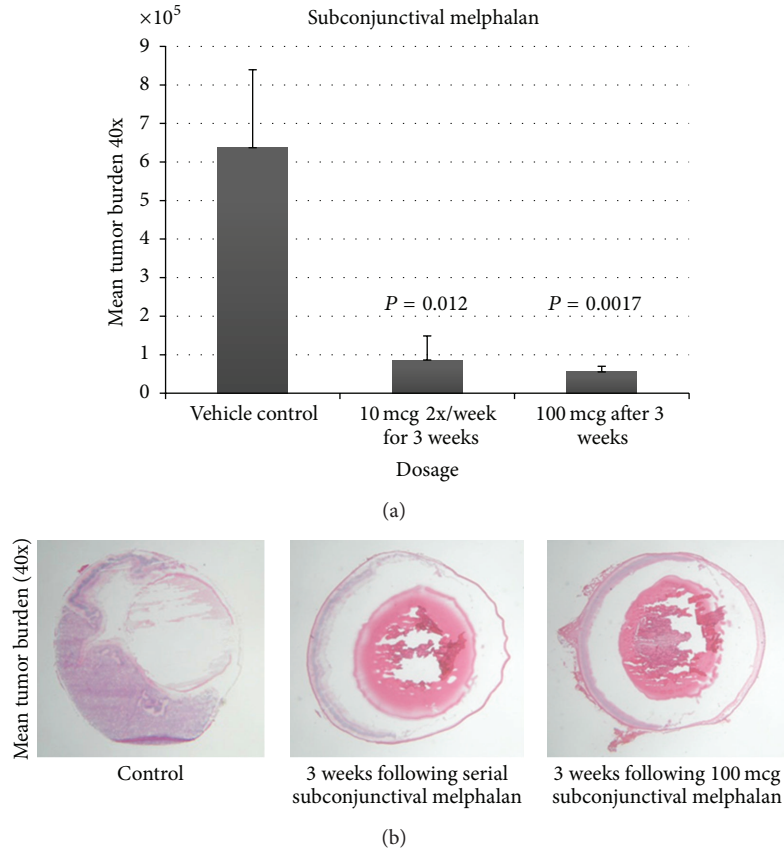 Subconjunctival melphalan
×10⁵
9
8
7
6
5
4
3
2
1
0
Mean tumor burden 40x
P = 0.012
P = 0.0017
Vehicle control
10 mcg 2x/week
for 3 weeks
100 mcg after 3
weeks
Dosage
(a)
Mean tumor burden (40x)
Control
3 weeks following serial
subconjunctival melphalan
3 weeks following 100 mcg
subconjunctival melphalan
(b)